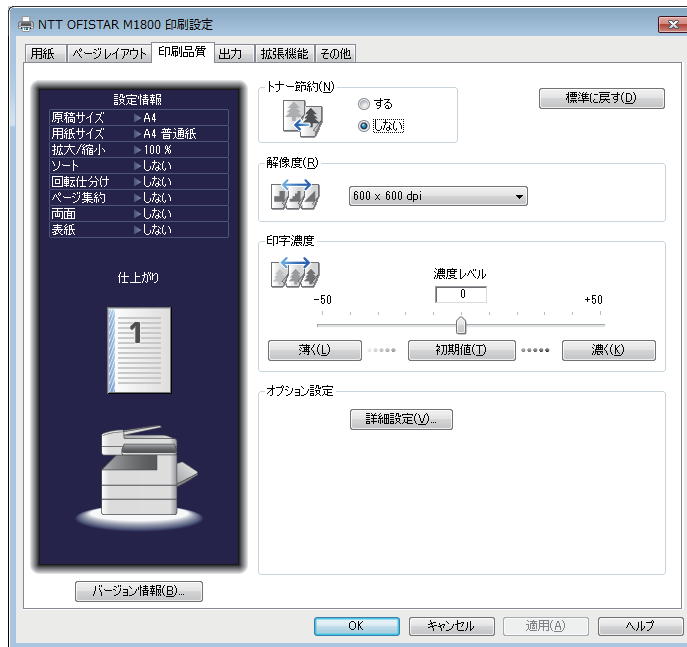 NTT OFISTAR M1800 印刷設定
用紙 ページレイアウト 印刷品質 出力 拡張機能 その他
設定情報
原稿サイズ ▶A4
用紙サイズ ▶A4 普通紙
拡大/縮小 ▶100 %
ソート ▶しない
回転仕分け ▶しない
ページ集約 ▶しない
両面 ▶しない
表紙 ▶しない
仕上がり
1
バージョン情報(B)...
トナー節約(N)
する
しない
標準に戻す(D)
解像度(R)
600 x 600 dpi
印字濃度
濃度レベル
-50 0 +50
薄く(L) 初期値(T) 濃く(K)
オプション設定
詳細設定(V)...
OK キャンセル 適用(A) ヘルプ